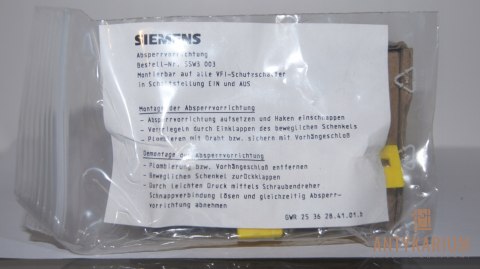 SIEMENS
Absperrvorrichtung
Bestell-Nr. 5SW3 003
Montierbar auf alle VFI-Schutzschalter
in Schaltstellung EIN und AUS
Montage der Absperrvorrichtung
- Absperrvorrichtung aufsetzen und Haken einschnappen
- Verriegeln durch Einklappen des beweglichen Schenkels
- Plombieren mit Draht bzw. sichern mit Vorhängeschloß
Demontage der Absperrvorrichtung
- Plombierung bzw. Vorhängeschloß entfernen
- Beweglichen Schenkel zurückklappen
- Durch leichten Druck mittels Schraubendreher
Schnappverbindung lösen und gleichzeitig Absperr-
vorrichtung abnehmen
GWR 25 36 28.41.01.b
ANTYKARIUM